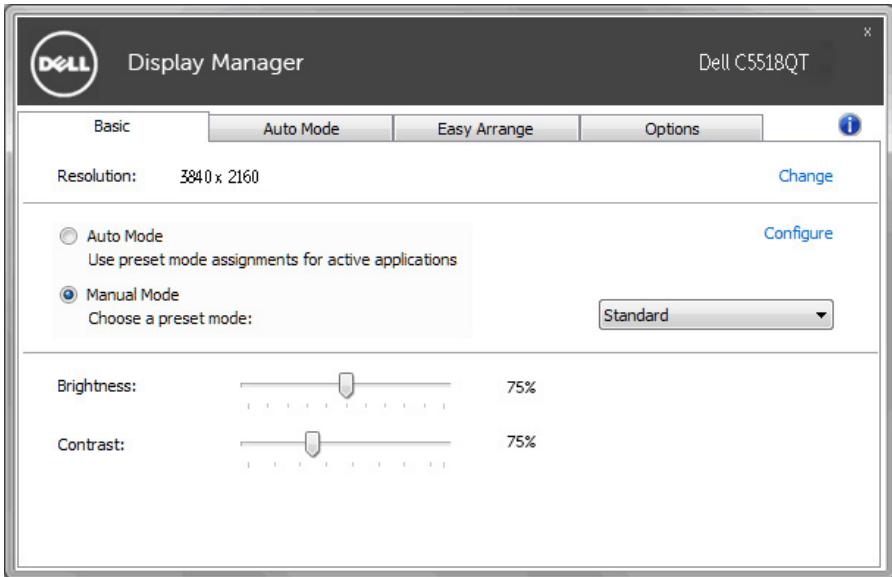 DELL Display Manager Dell C5518QT x
Basic Auto Mode Easy Arrange Options i
Resolution: 3840 x 2160 Change
Auto Mode Configure
Use preset mode assignments for active applications
Manual Mode
Choose a preset mode: Standard
Brightness: 75%
Contrast: 75%